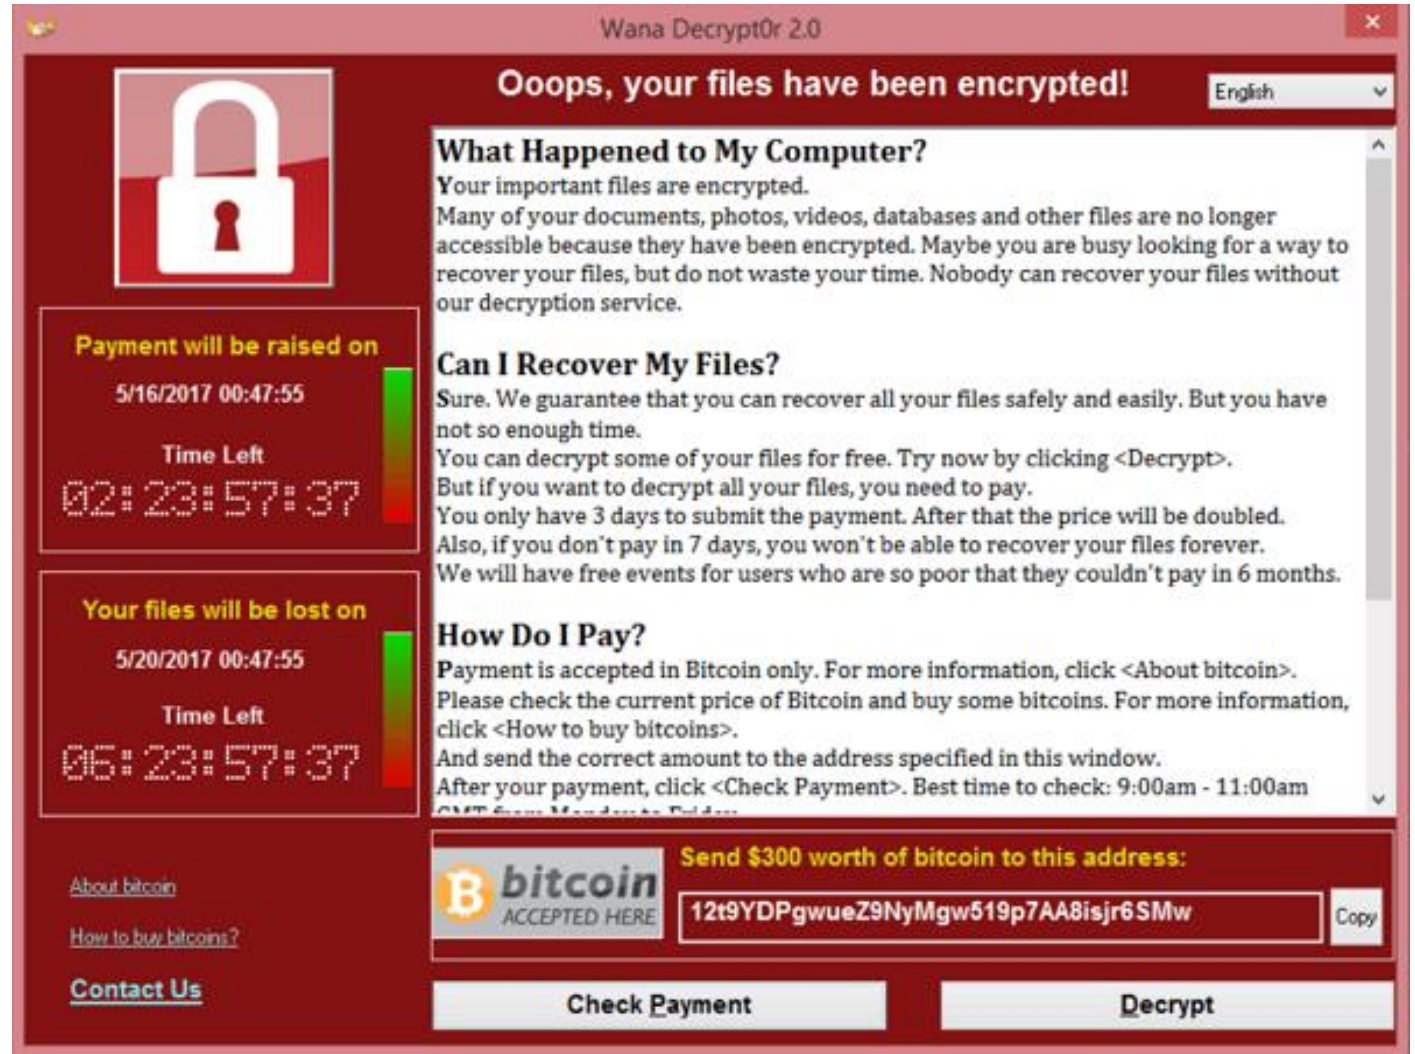 Wana Decrypt0r 2.0
Ooops, your files have been encrypted!
English
What Happened to My Computer?
Your important files are encrypted.
Many of your documents, photos, videos, databases and other files are no longer
accessible because they have been encrypted. Maybe you are busy looking for a way to
recover your files, but do not waste your time. Nobody can recover your files without
our decryption service.
Can I Recover My Files?
Sure. We guarantee that you can recover all your files safely and easily. But you have
not so enough time.
You can decrypt some of your files for free. Try now by clicking <Decrypt>.
But if you want to decrypt all your files, you need to pay.
You only have 3 days to submit the payment. After that the price will be doubled.
Also, if you don't pay in 7 days, you won't be able to recover your files forever.
We will have free events for users who are so poor that they couldn't pay in 6 months.
How Do I Pay?
Payment is accepted in Bitcoin only. For more information, click <About bitcoin>.
Please check the current price of Bitcoin and buy some bitcoins. For more information,
click <How to buy bitcoins>.
And send the correct amount to the address specified in this window.
After your payment, click <Check Payment>. Best time to check: 9:00am - 11:00am
GMT from Monday to Friday
Payment will be raised on
5/16/2017 00:47:55
Time Left
02:23:57:37
Your files will be lost on
5/20/2017 00:47:55
Time Left
06:23:57:37
About bitcoin
How to buy bitcoins?
Contact Us
bitcoin
ACCEPTED HERE
Send $300 worth of bitcoin to this address:
12t9YDPgwueZ9NyMgw519p7AA8isjr6SMw
Copy
Check Payment
Decrypt